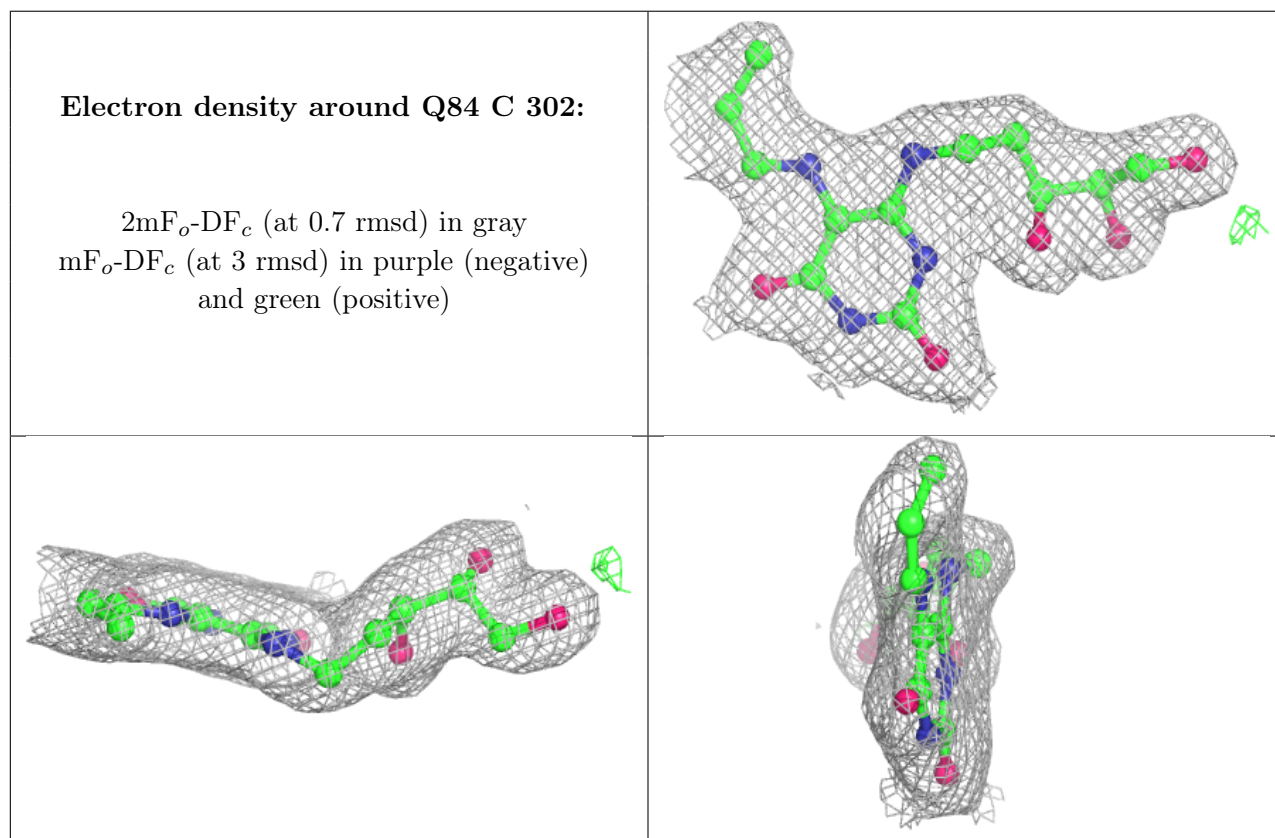 Electron density around Q84 C 302:
2mFo-DFc (at 0.7 rmsd) in gray
mFo-DFc (at 3 rmsd) in purple (negative)
and green (positive)